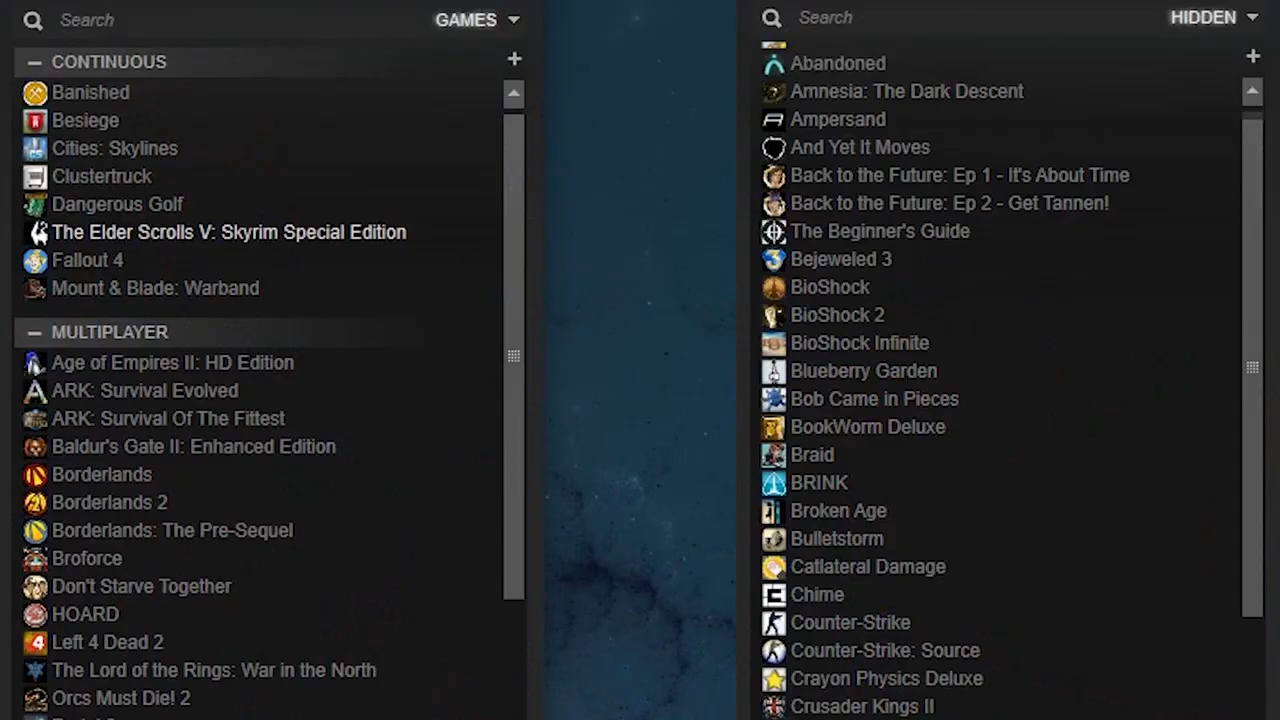 Search
GAMES
CONTINUOUS
Banished
Besiege
Cities: Skylines
Clustertruck
Dangerous Golf
The Elder Scrolls V: Skyrim Special Edition
Fallout 4
Mount & Blade: Warband
MULTIPLAYER
Age of Empires II: HD Edition
ARK: Survival Evolved
ARK: Survival Of The Fittest
Baldur's Gate II: Enhanced Edition
Borderlands
Borderlands 2
Borderlands: The Pre-Sequel
Broforce
Don't Starve Together
HOARD
Left 4 Dead 2
The Lord of the Rings: War in the North
Orcs Must Die! 2
Search
HIDDEN
Abandoned
Amnesia: The Dark Descent
Ampersand
And Yet It Moves
Back to the Future: Ep 1 - It's About Time
Back to the Future: Ep 2 - Get Tannen!
The Beginner's Guide
Bejeweled 3
BioShock
BioShock 2
BioShock Infinite
Blueberry Garden
Bob Came in Pieces
BookWorm Deluxe
Braid
BRINK
Broken Age
Bulletstorm
Catlateral Damage
Chime
Counter-Strike
Counter-Strike: Source
Crayon Physics Deluxe
Crusader Kings II